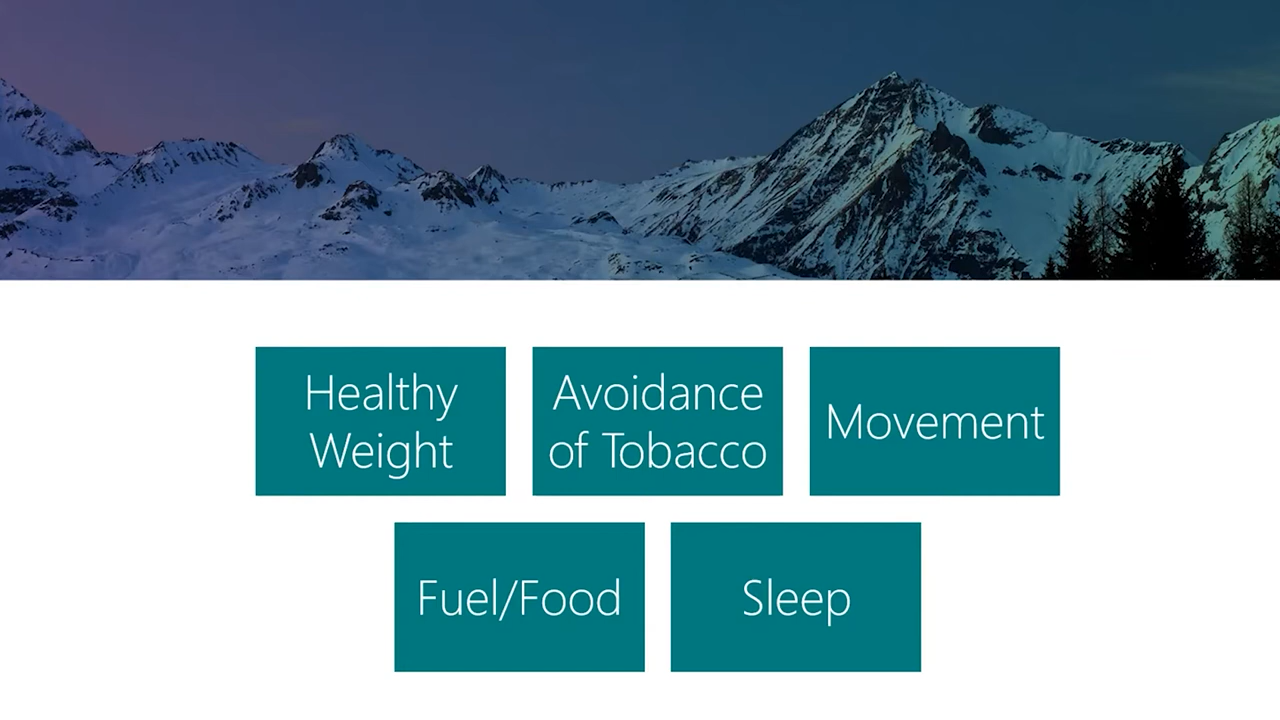 Healthy
Weight
Avoidance
of Tobacco
Movement
Fuel/Food
Sleep